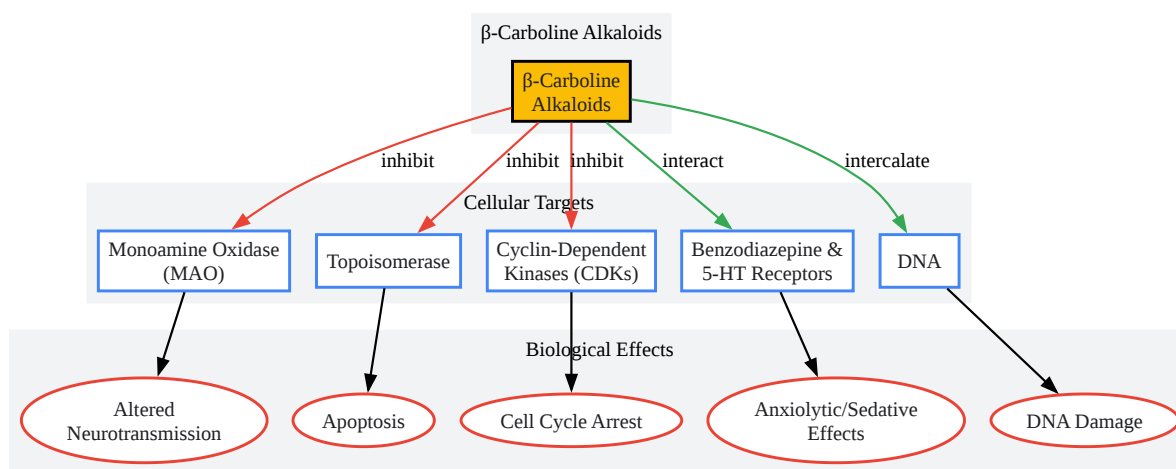 β-Carboline Alkaloids
β-Carboline
Alkaloids
inhibit
inhibit
inhibit
interact
intercalate
Cellular Targets
Monoamine Oxidase
(MAO)
Topoisomerase
Cyclin-Dependent
Kinases (CDKs)
Benzodiazepine &
5-HT Receptors
DNA
Biological Effects
Altered
Neurotransmission
Apoptosis
Cell Cycle Arrest
Anxiolytic/Sedative
Effects
DNA Damage